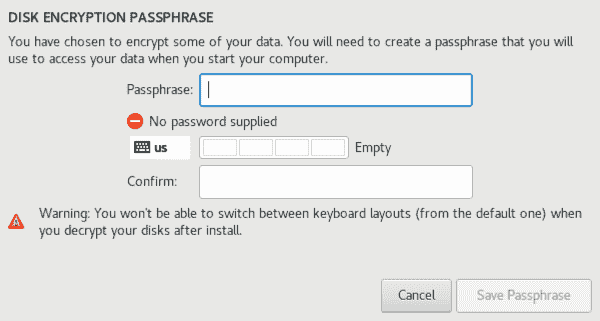 DISK ENCRYPTION PASSPHRASE
You have chosen to encrypt some of your data. You will need to create a passphrase that you will
use to access your data when you start your computer.
Passphrase:
No password supplied
us Empty
Confirm:
Warning: You won't be able to switch between keyboard layouts (from the default one) when
you decrypt your disks after install.
Cancel Save Passphrase